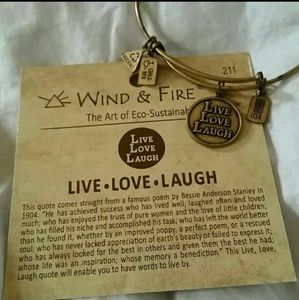 211
WIND & FIRE
The Art of Eco-Sustainab
LIVE
LOVE
LAUGH
USA
LIVE
LOVE
LAUGH
LIVE•LOVE•LAUGH
This quote comes straight from a famous poem by Bessie Anderson Stanley in
1904: "He has achieved success who has lived well, laughed often and loved
much; who has enjoyed the trust of pure women and the love of little children,
who has filled his niche and accomplished his task; who has left the world better
than he found it, whether by an improved poppy, a perfect poem, or a rescued
soul; who has never lacked appreciation of earth's beauty or failed to express it;
who has always looked for the best in others and given them the best he had;
whose life was an inspiration; whose memory a benediction." This Live, Love,
Laugh quote will enable you to have words to live by.